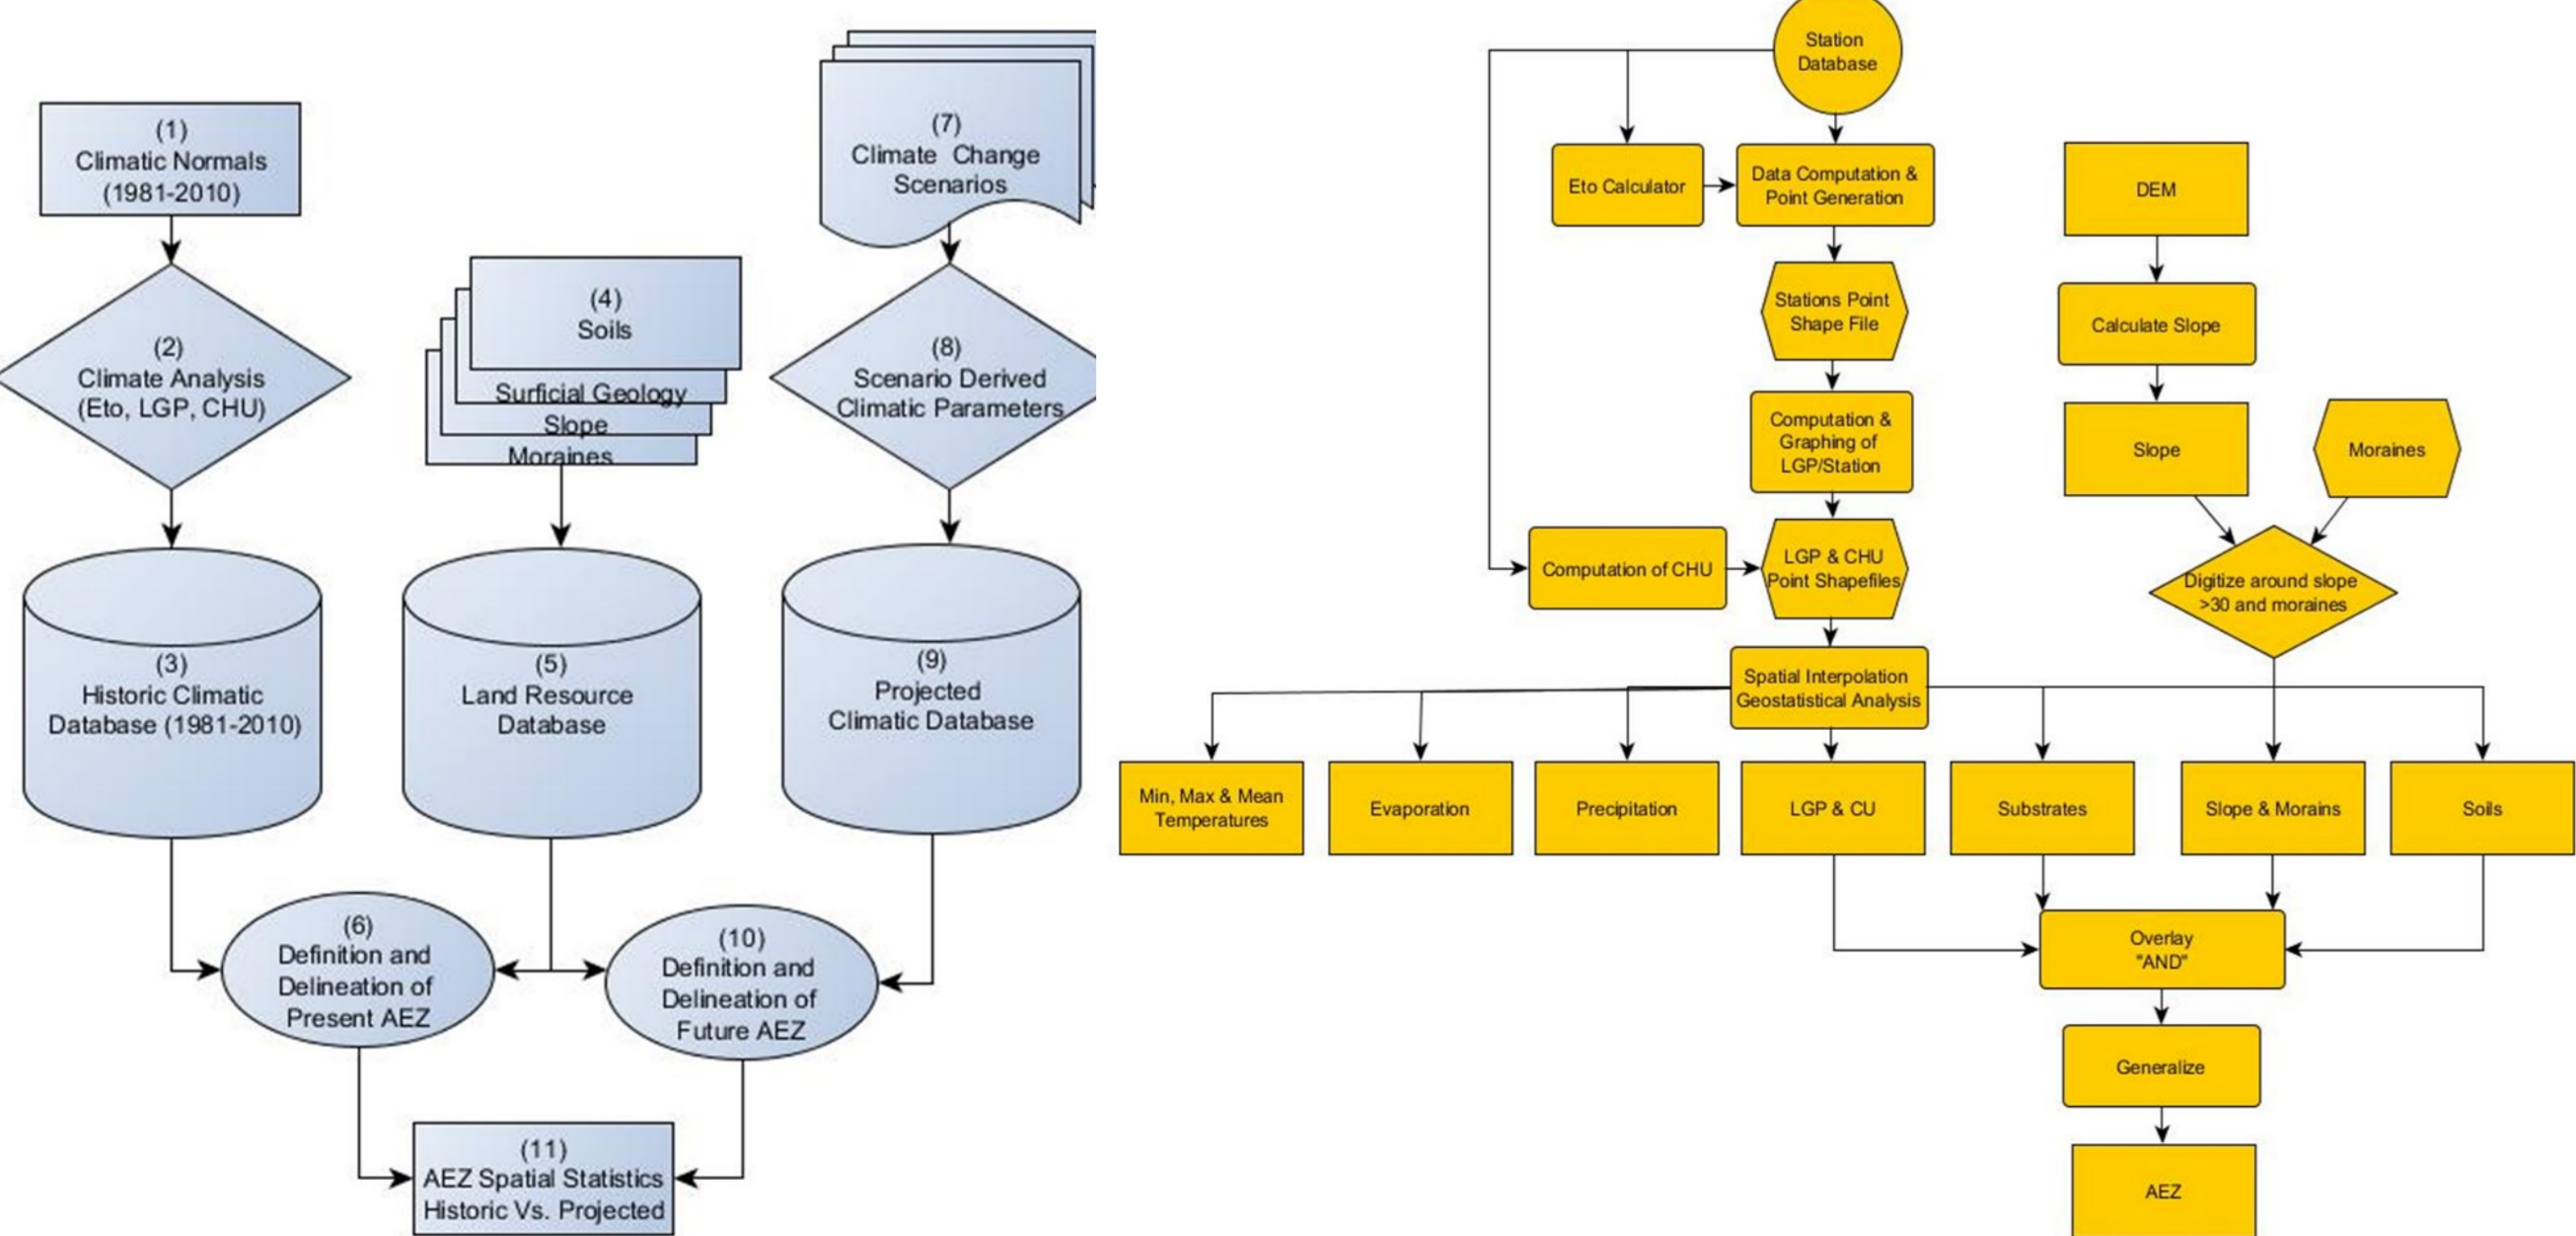 (1)
Climatic Normals
(1981-2010)
(2)
Climate Analysis
(Eto, LGP, CHU)
(3)
Historic Climatic
Database (1981-2010)
(4)
Soils
Surficial Geology
Slope
Moraines
(5)
Land Resource
Database
(7)
Climate Change
Scenarios
(8)
Scenario Derived
Climatic Parameters
(9)
Projected
Climatic Database
(6)
Definition and
Delineation of
Present AEZ
(10)
Definition and
Delineation of
Future AEZ
(11)
AEZ Spatial Statistics
Historic Vs. Projected
Station
Database
Eto Calculator
Data Computation &
Point Generation
Stations Point
Shape File
Computation &
Graphing of
LGP/Station
Computation of CHU
LGP & CHU
Point Shapefiles
DEM
Calculate Slope
Slope
Moraines
Digitize around slope
>30 and moraines
Spatial Interpolation
Geostatistical Analysis
Min, Max & Mean
Temperatures
Evaporation
Precipitation
LGP & CU
Substrates
Slope & Morains
Soils
Overlay
"AND"
Generalize
AEZ